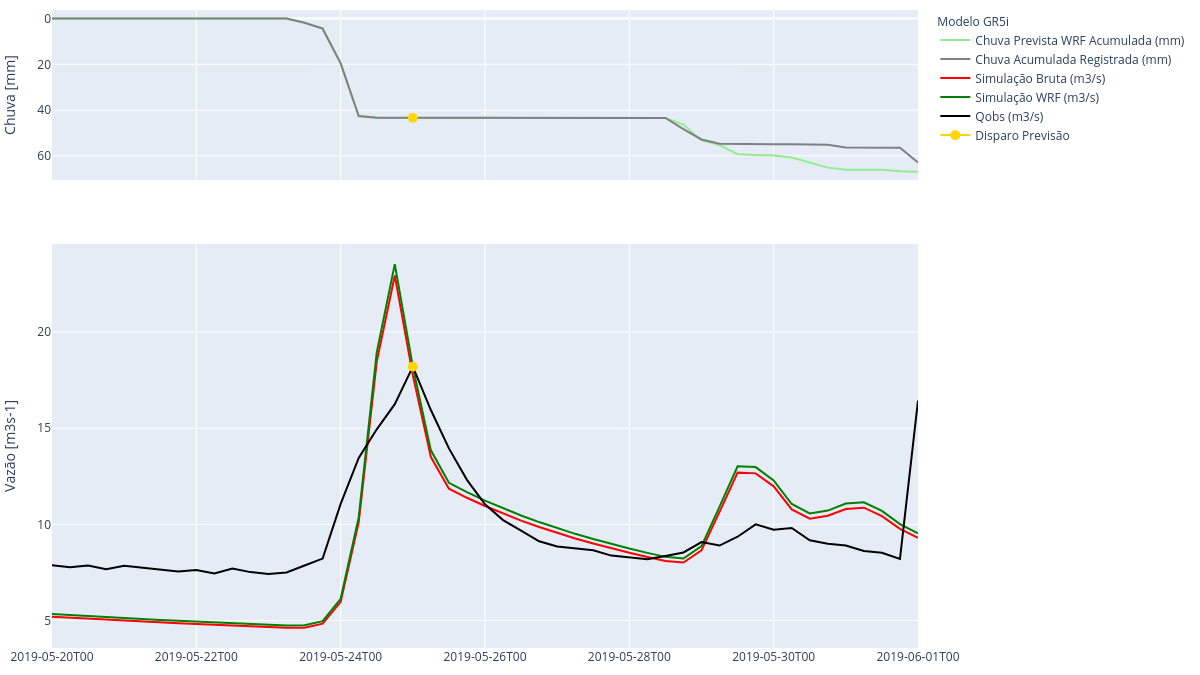 0
20
40
60
Chuva [mm]
Modelo GR5i
Chuva Prevista WRF Acumulada (mm)
Chuva Acumulada Registrada (mm)
Simulação Bruta (m3/s)
Simulação WRF (m3/s)
Qobs (m3/s)
Disparo Previsão
20
15
10
5
Vazão [m3s-1]
2019-05-20T00
2019-05-22T00
2019-05-24T00
2019-05-26T00
2019-05-28T00
2019-05-30T00
2019-06-01T00